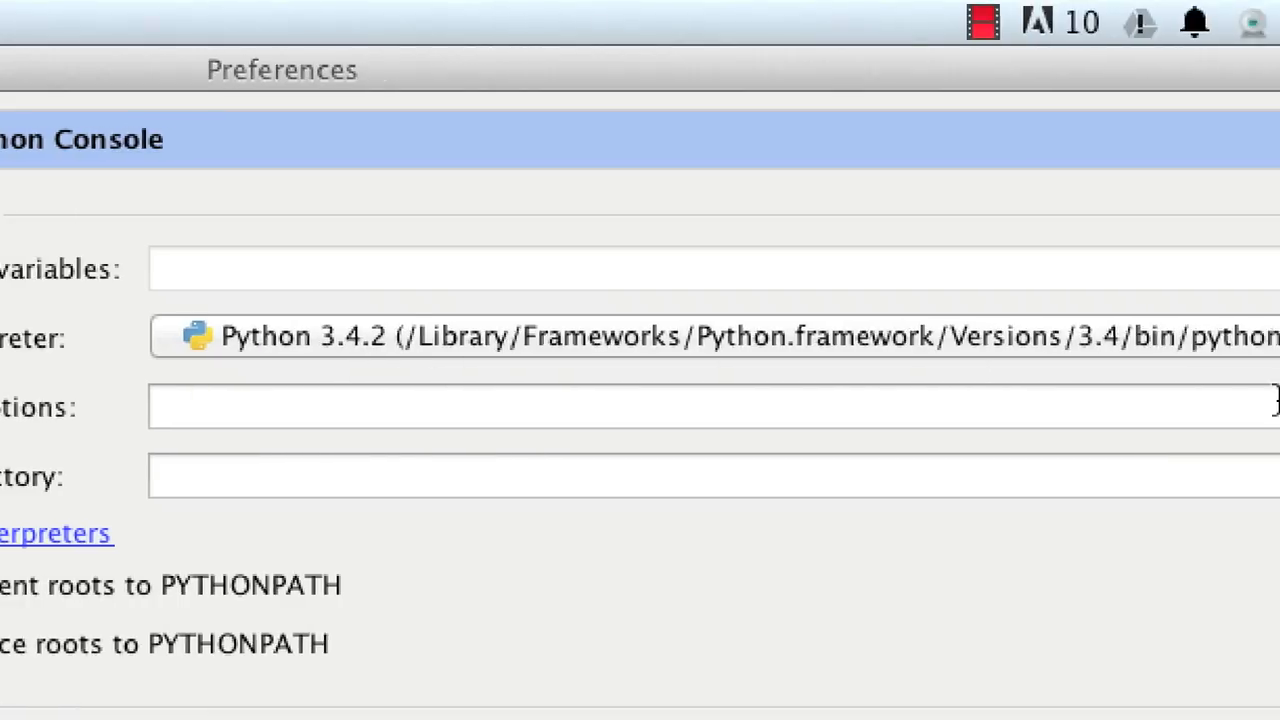 10
Preferences
hon Console
variables:
reter: Python 3.4.2 (/Library/Frameworks/Python.framework/Versions/3.4/bin/python
tions:
ctory:
erpreters
ent roots to PYTHONPATH
ce roots to PYTHONPATH